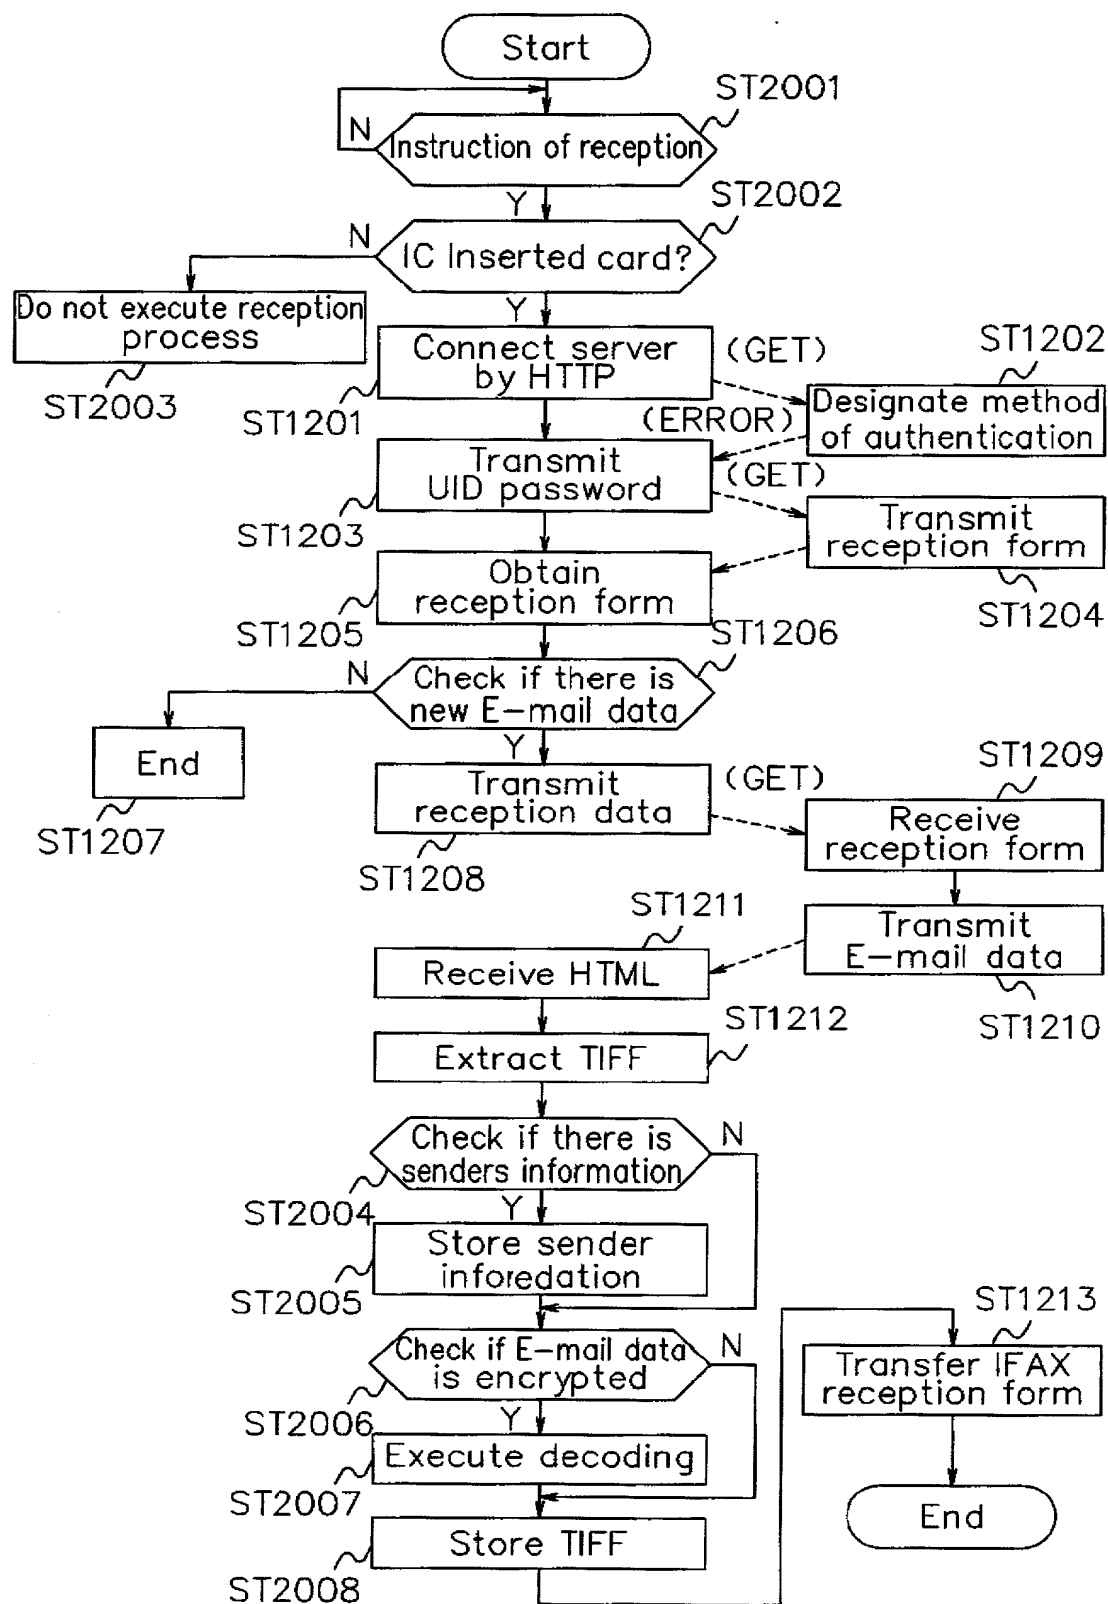 Start
ST2001
N
Instruction of reception
Y
ST2002
N
IC Inserted card?
Y
Do not execute reception
process
ST2003
Connect server
by HTTP
ST1201
(GET)
ST1202
Designate method
of authentication
(ERROR)
Transmit
UID password
ST1203
(GET)
Transmit
reception form
ST1204
Obtain
reception form
ST1205
ST1206
N
Check if there is
new E-mail data
Y
End
ST1207
Transmit
reception data
ST1208
(GET)
ST1209
Receive
reception form
Transmit
E-mail data
ST1210
ST1211
Receive HTML
ST1212
Extract TIFF
Check if there is
senders information
N
ST2004
Y
Store sender
inforedation
ST2005
Check if E-mail data
is encrypted
N
ST2006
Y
Execute decoding
ST2007
Store TIFF
ST2008
ST1213
Transfer IFAX
reception form
End